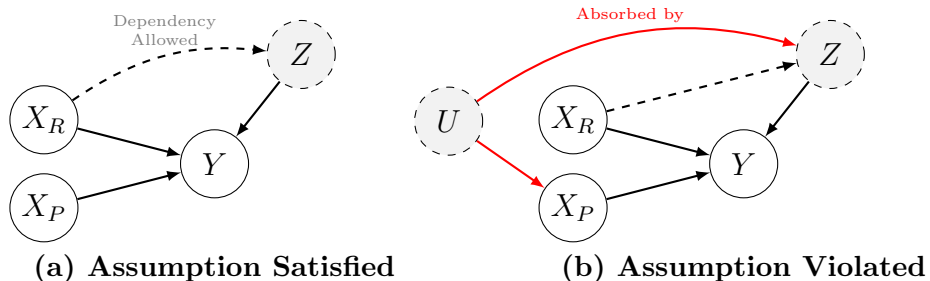 Dependency
Allowed
Z
X_R
Y
X_P
(a) Assumption Satisfied
Absorbed by
Z
U
X_R
Y
X_P
(b) Assumption Violated